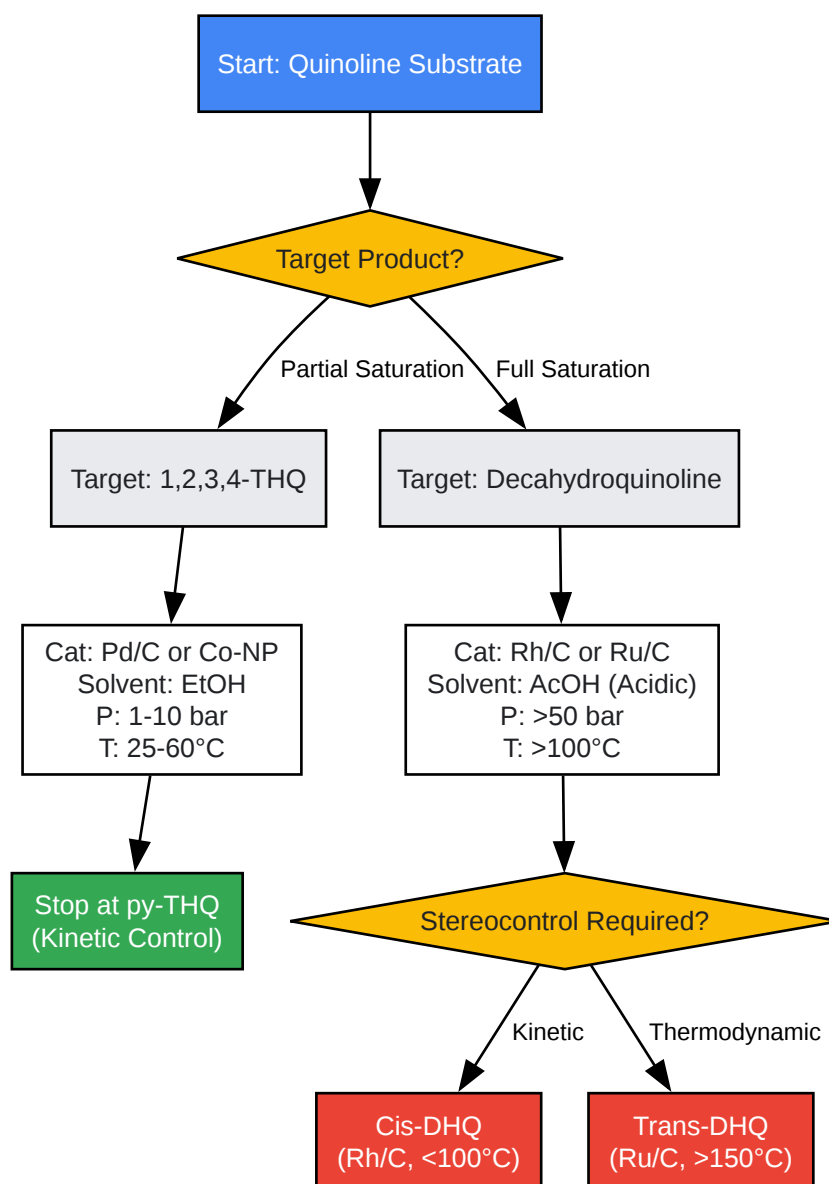 Start: Quinoline Substrate
Target Product?
Partial Saturation
Full Saturation
Target: 1,2,3,4-THQ
Target: Decahydroquinoline
Cat: Pd/C or Co-NP
Solvent: EtOH
P: 1-10 bar
T: 25-60°C
Cat: Rh/C or Ru/C
Solvent: AcOH (Acidic)
P: >50 bar
T: >100°C
Stop at py-THQ
(Kinetic Control)
Stereocontrol Required?
Kinetic
Thermodynamic
Cis-DHQ
(Rh/C, <100°C)
Trans-DHQ
(Ru/C, >150°C)